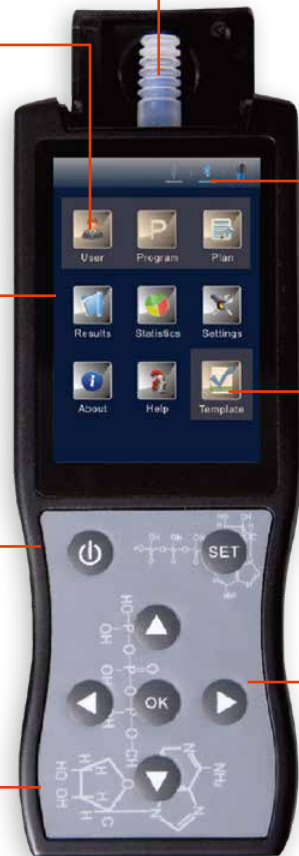 User Program Plan
Results Statistics Settings
About Help Template
SET
OK